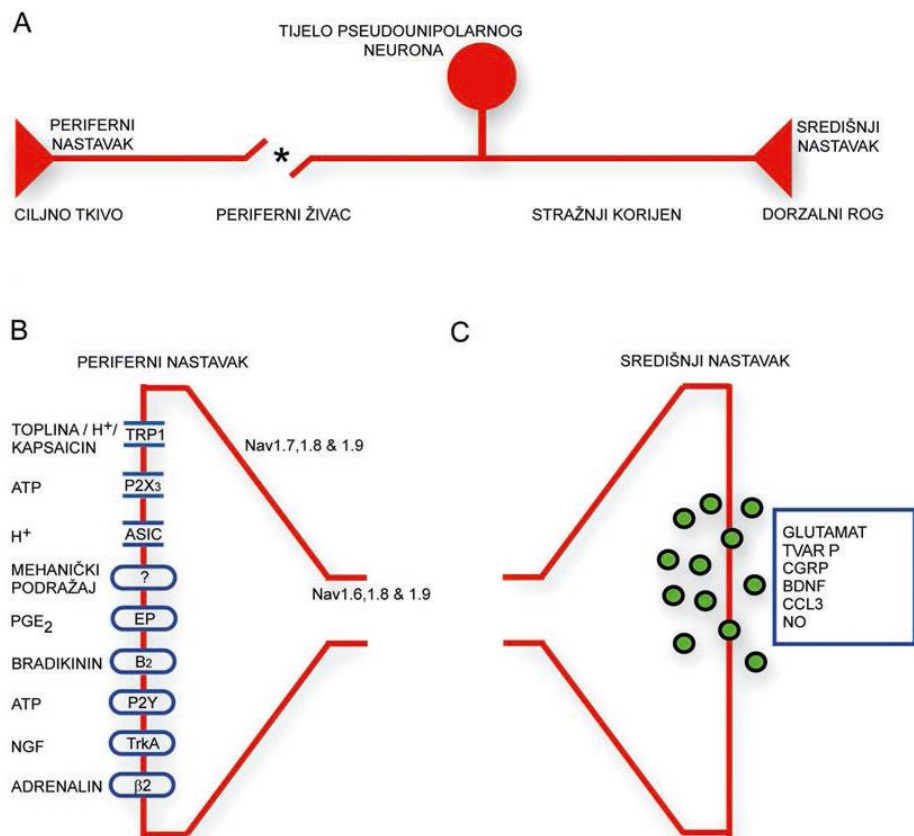 A
TIJELO PSEUDOUNIPOLARNOG
NEURONA
PERIFERNI
NASTAVAK
*
SREDIŠNJI
NASTAVAK
CILJNO TKIVO
PERIFERNI ŽIVAC
STRAŽNJI KORIJEN
DORZALNI ROG
B
PERIFERNI NASTAVAK
TOPLINA / H⁺/
KAPSAICIN
TRP1
ATP
P2X₃
H⁺
ASIC
MEHANIČKI
PODRAŽAJ
?
PGE₂
EP
BRADIKININ
B₂
ATP
P2Y
NGF
TrkA
ADRENALIN
β2
Nav1.7,1.8 & 1.9
Nav1.6,1.8 & 1.9
C
SREDIŠNJI NASTAVAK
GLUTAMAT
TVAR P
CGRP
BDNF
CCL3
NO